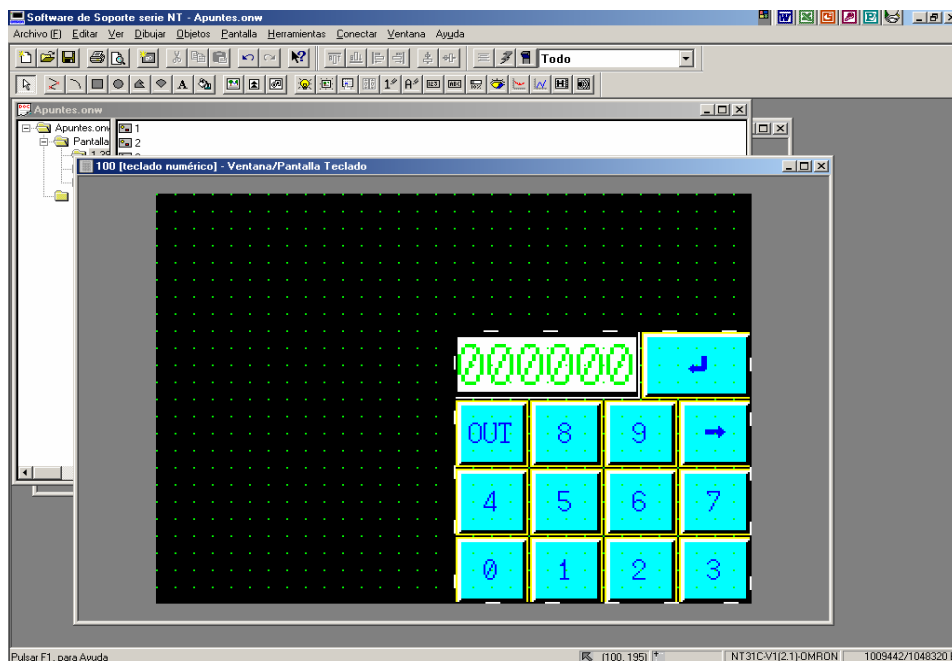 Software de Soporte serie NT - Apuntes.onw
Archivo (F) Editar Ver Dibujar Objetos Pantalla Herramientas Conectar Ventana Ayuda
Todo
Apuntes.onw
Apuntes.onw
1
Pantalla
2
100 [teclado numérico] - Ventana/Pantalla Teclado
000000
OUT 8 9
4 5 6 7
0 1 2 3
Pulsar F1, para Ayuda (100, 195) NT31C-V1(2.1)-OMRON 1009442/1048320